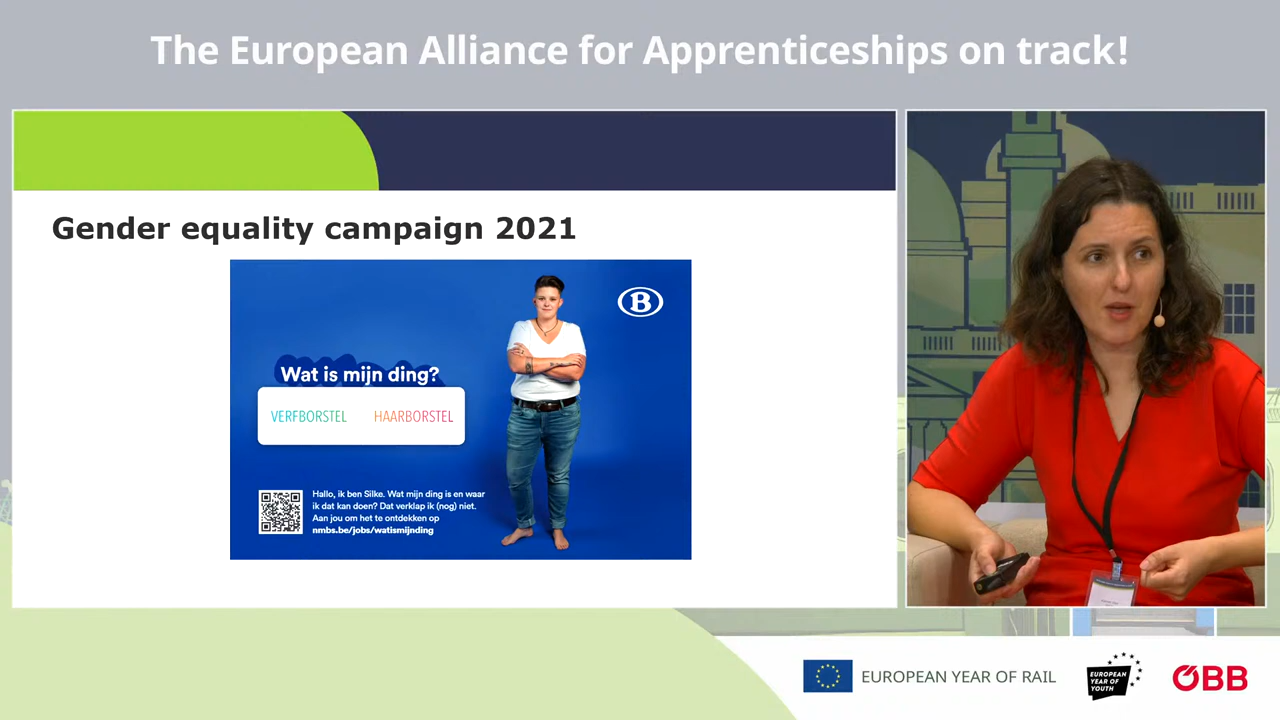 The European Alliance for Apprenticeships on track!
Gender equality campaign 2021
B
Wat is mijn ding?
VERFBORSTEL HAARBORSTEL
Hallo, ik ben Silke. Wat mijn ding is en waar
ik dat kan doen? Dat verklap ik (nog) niet.
Aan jou om het te ontdekken op
nmbs.be/jobs/watismijnding
EUROPEAN YEAR OF RAIL
EUROPEAN
YEAR OF
YOUTH
ÖBB